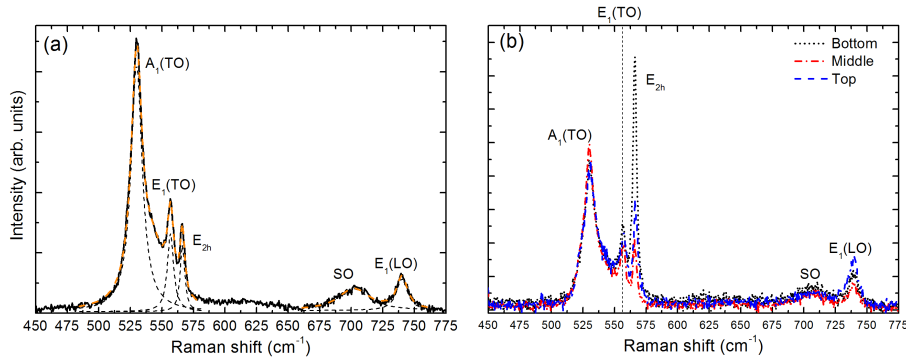 E₁(TO)
(a)
A₁(TO)
E₁(TO)
E₂ₕ
SO
E₁(LO)
Intensity (arb. units)
450 475 500 525 550 575 600 625 650 675 700 725 750 775
Raman shift (cm⁻¹)
(b)
Bottom
Middle
Top
E₂ₕ
A₁(TO)
SO
E₁(LO)
450 475 500 525 550 575 600 625 650 675 700 725 750 775
Raman shift (cm⁻¹)